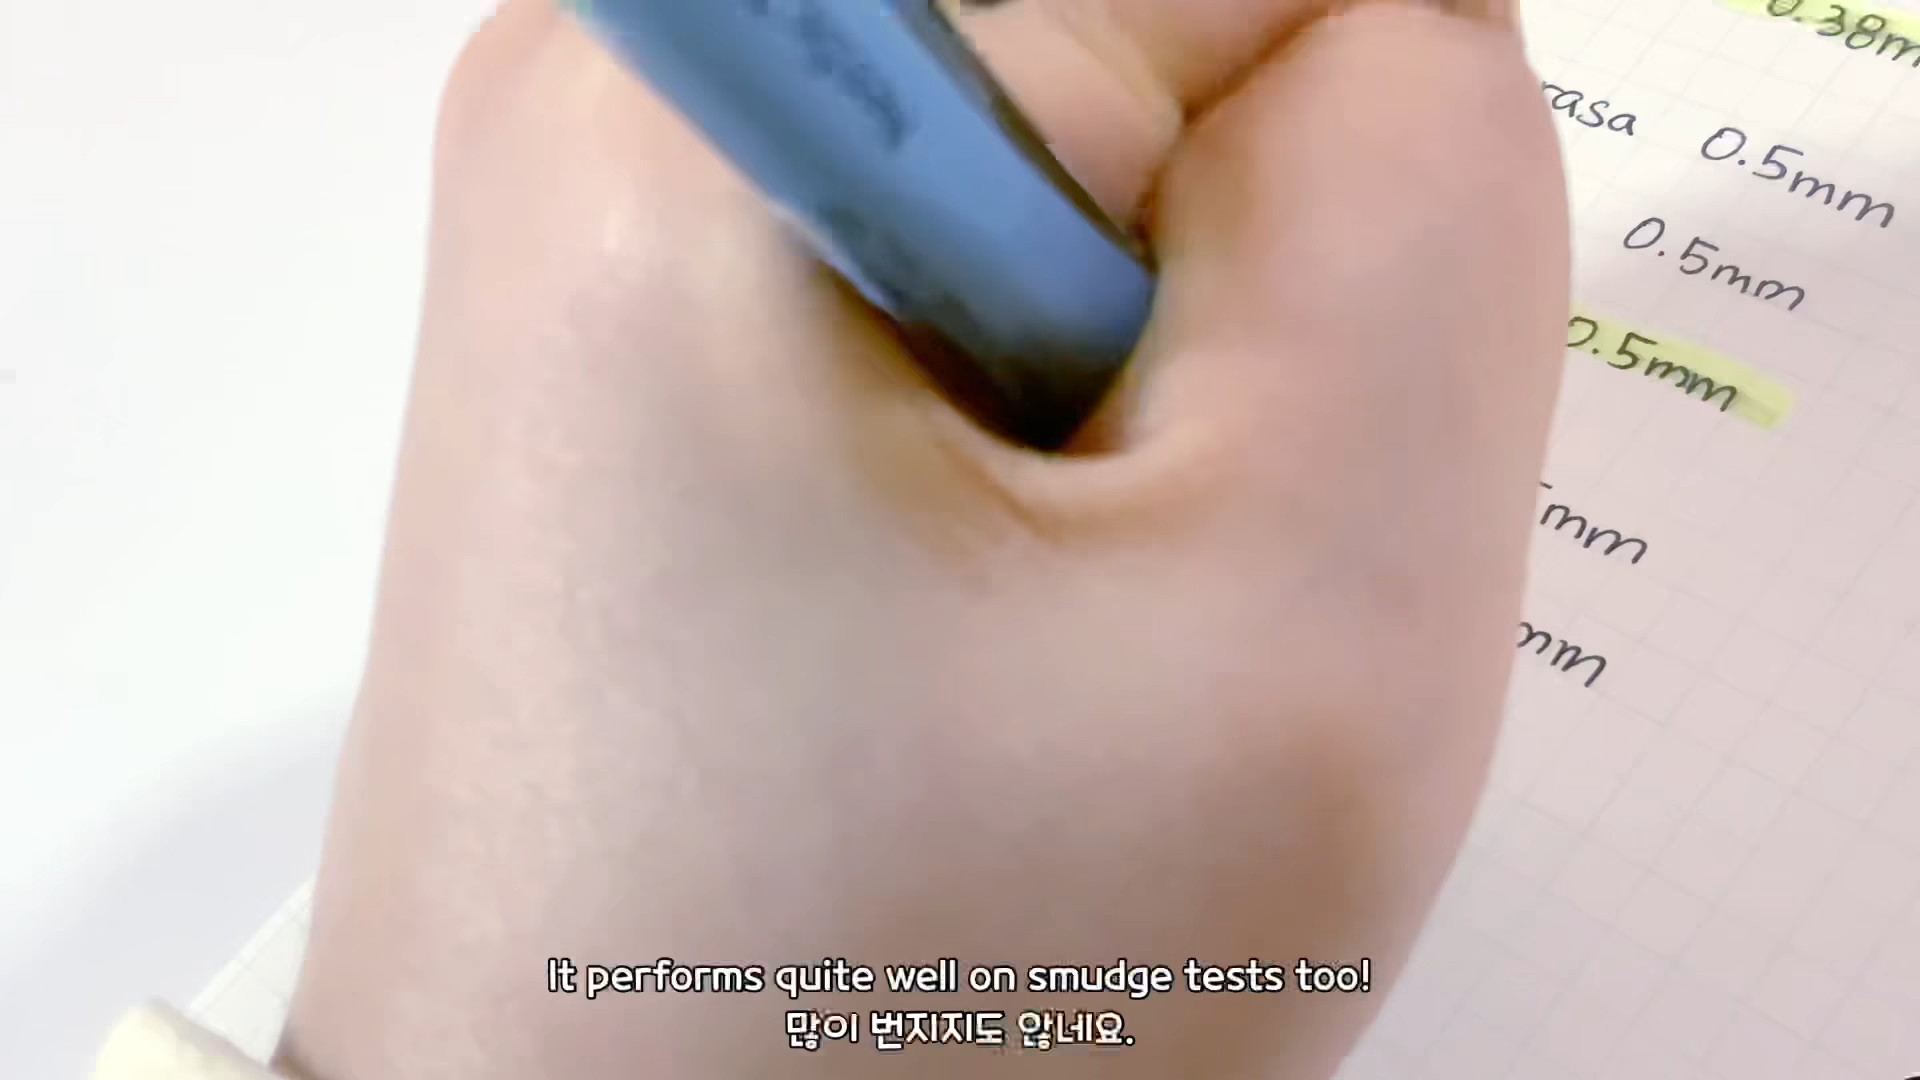 0.38m
rasa 0.5mm
0.5mm
0.5mm
mm
mm
It performs quite well on smudge tests too!
많이 번지지도 않네요.